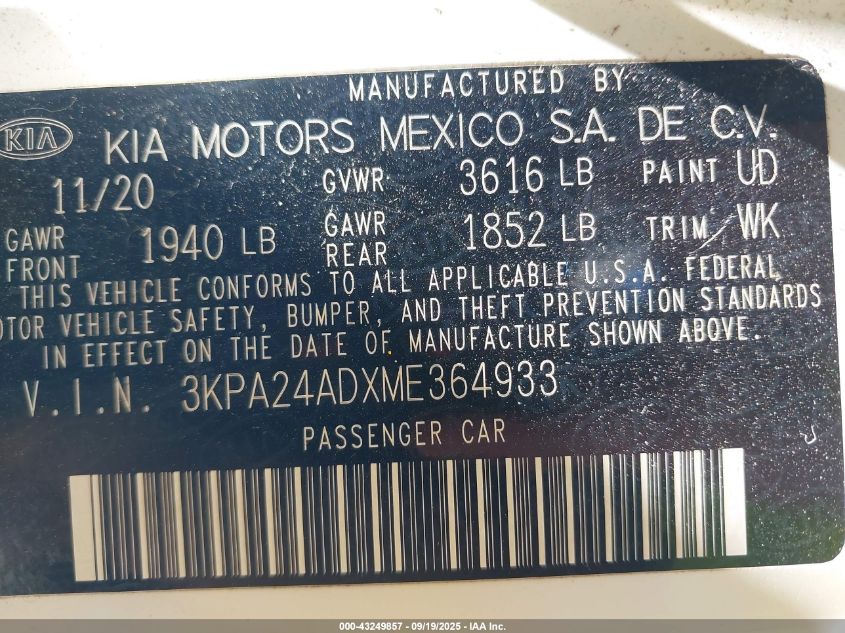 MANUFACTURED BY
KIA KIA MOTORS MEXICO S.A. DE C.V.
11/20 GVWR 3616 LB PAINT UD
GAWR FRONT 1940 LB GAWR REAR 1852 LB TRIM WK
THIS VEHICLE CONFORMS TO ALL APPLICABLE U.S.A. FEDERAL
OTOR VEHICLE SAFETY, BUMPER, AND THEFT PREVENTION STANDARDS
IN EFFECT ON THE DATE OF MANUFACTURE SHOWN ABOVE.
V.I.N. 3KPA24ADXME364933
PASSENGER CAR
000-43249857 - 09/19/2025 - IAA Inc.